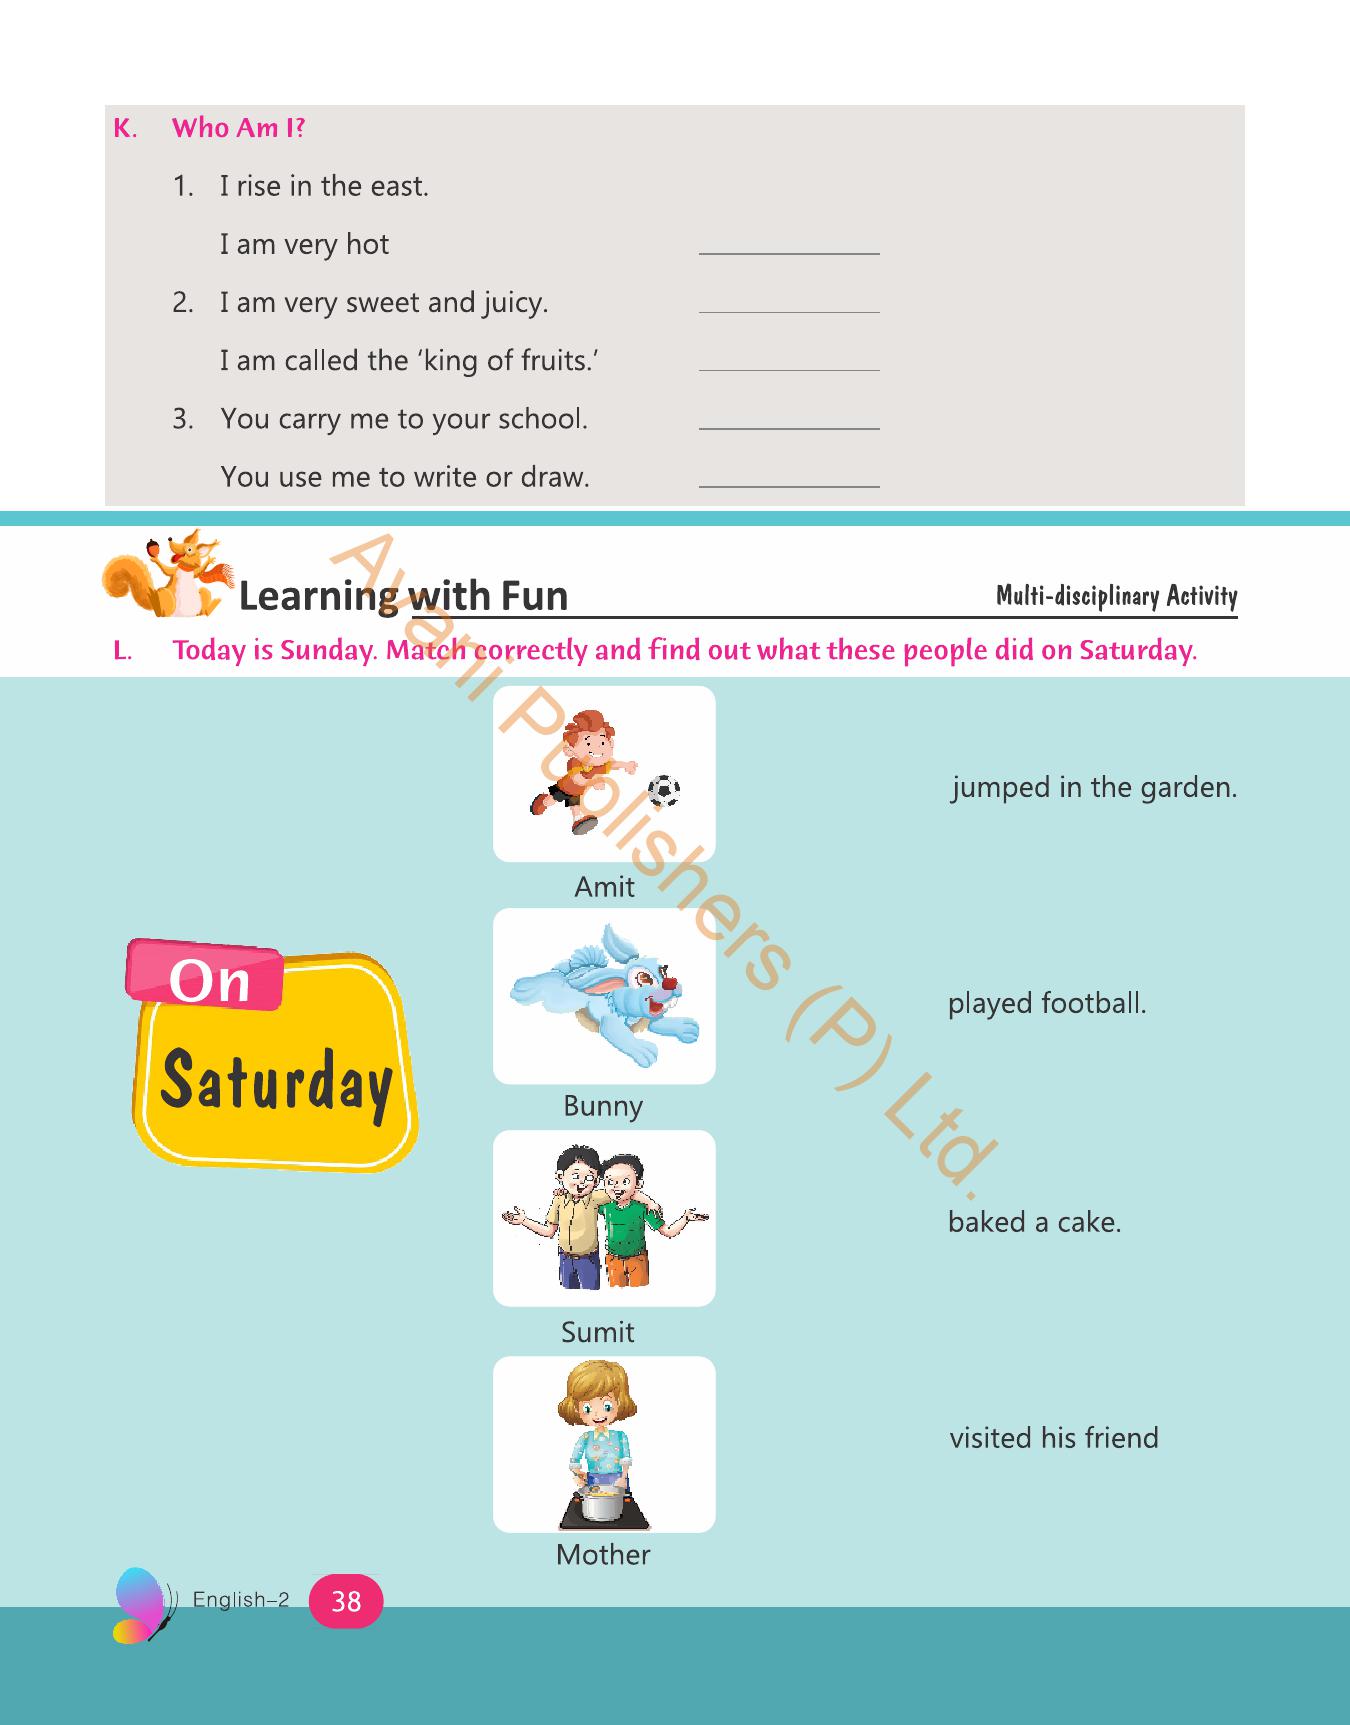 K. Who Am I?
1. I rise in the east.
I am very hot ____________
2. I am very sweet and juicy. ____________
I am called the ‘king of fruits.’ ____________
3. You carry me to your school. ____________
You use me to write or draw. ____________
Learning with Fun
Multi-disciplinary Activity
L. Today is Sunday. Match correctly and find out what these people did on Saturday.
On
Saturday
Amit
jumped in the garden.
Bunny
played football.
Sumit
baked a cake.
Mother
visited his friend
English–2 38
Avani Publishers (P) Ltd.